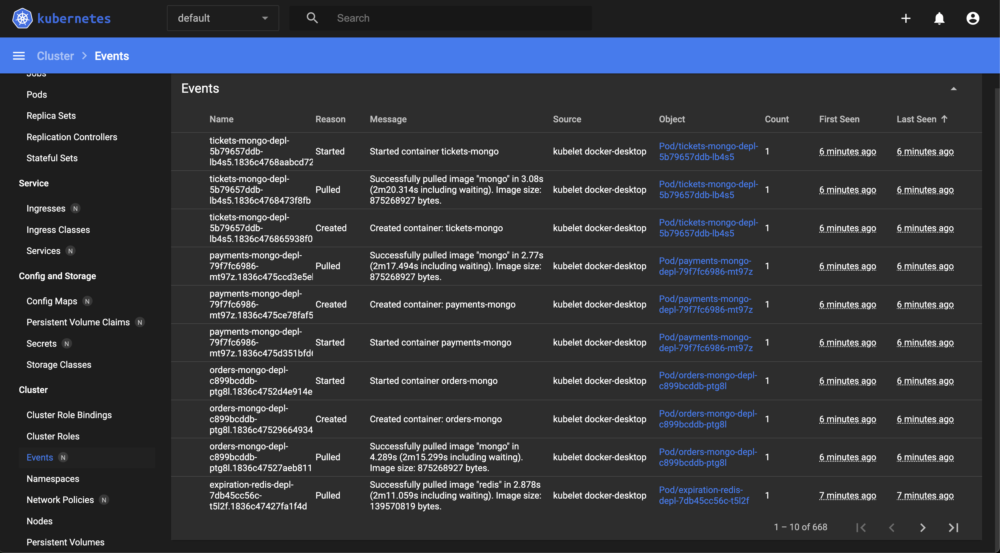 kubernetes
default
Search
Cluster > Events
Jobs
Pods
Replica Sets
Replication Controllers
Stateful Sets
Service
Ingresses N
Ingress Classes
Services N
Config and Storage
Config Maps N
Persistent Volume Claims N
Secrets N
Storage Classes
Cluster
Cluster Role Bindings
Cluster Roles
Events N
Namespaces
Network Policies N
Nodes
Persistent Volumes
Events
Name Reason Message Source Object Count First Seen Last Seen
tickets-mongo-depl-
5b79657ddb-
lb4s5.1836c4768aabcd72
Started
Started container tickets-mongo
kubelet docker-desktop
Pod/tickets-mongo-depl-
5b79657ddb-lb4s5
1
6 minutes ago
6 minutes ago
tickets-mongo-depl-
5b79657ddb-
lb4s5.1836c4768473f8fb
Pulled
Successfully pulled image "mongo" in 3.08s
(2m20.314s including waiting). Image size:
875268927 bytes.
kubelet docker-desktop
Pod/tickets-mongo-depl-
5b79657ddb-lb4s5
1
6 minutes ago
6 minutes ago
tickets-mongo-depl-
5b79657ddb-
lb4s5.1836c476865938f0
Created
Created container: tickets-mongo
kubelet docker-desktop
Pod/tickets-mongo-depl-
5b79657ddb-lb4s5
1
6 minutes ago
6 minutes ago
payments-mongo-depl-
79f7fc6986-
mt97z.1836c475ccd3e5e
Pulled
Successfully pulled image "mongo" in 2.77s
(2m17.494s including waiting). Image size:
875268927 bytes.
kubelet docker-desktop
Pod/payments-mongo-
depl-79f7fc6986-mt97z
1
6 minutes ago
6 minutes ago
payments-mongo-depl-
79f7fc6986-
mt97z.1836c475ce78faf5
Created
Created container: payments-mongo
kubelet docker-desktop
Pod/payments-mongo-
depl-79f7fc6986-mt97z
1
6 minutes ago
6 minutes ago
payments-mongo-depl-
79f7fc6986-
mt97z.1836c475d351bfd
Started
Started container payments-mongo
kubelet docker-desktop
Pod/payments-mongo-
depl-79f7fc6986-mt97z
1
6 minutes ago
6 minutes ago
orders-mongo-depl-
c899bcddb-
ptg8l.1836c4752d4e914e
Started
Started container orders-mongo
kubelet docker-desktop
Pod/orders-mongo-depl-
c899bcddb-ptg8l
1
6 minutes ago
6 minutes ago
orders-mongo-depl-
c899bcddb-
ptg8l.1836c47529664934
Created
Created container: orders-mongo
kubelet docker-desktop
Pod/orders-mongo-depl-
c899bcddb-ptg8l
1
6 minutes ago
6 minutes ago
orders-mongo-depl-
c899bcddb-
ptg8l.1836c47527aeb811
Pulled
Successfully pulled image "mongo" in
4.289s (2m15.299s including waiting).
Image size: 875268927 bytes.
kubelet docker-desktop
Pod/orders-mongo-depl-
c899bcddb-ptg8l
1
6 minutes ago
6 minutes ago
expiration-redis-depl-
7db45cc56c-
t5l2f.1836c47427fa1f4d
Pulled
Successfully pulled image "redis" in 2.878s
(2m11.059s including waiting). Image size:
139570819 bytes.
kubelet docker-desktop
Pod/expiration-redis-
depl-7db45cc56c-t5l2f
1
7 minutes ago
7 minutes ago
1 – 10 of 668